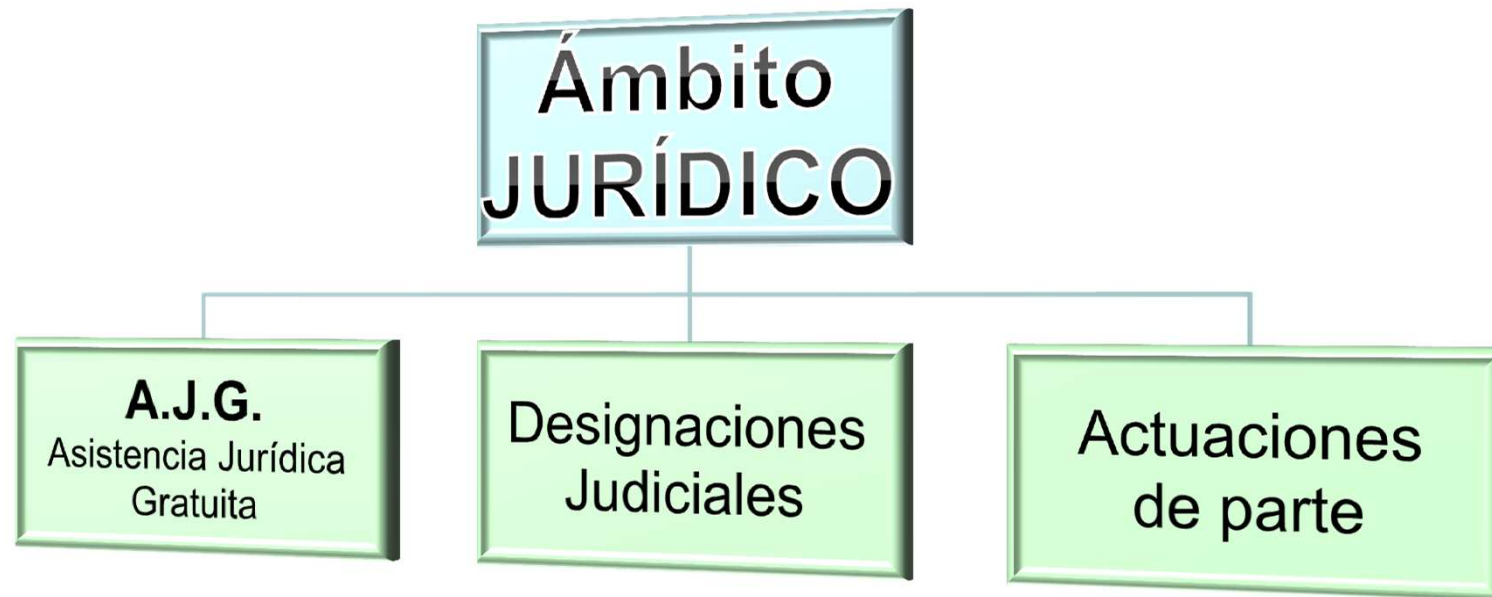 Ámbito
JURÍDICO
A.J.G.
Asistencia Jurídica
Gratuita
Designaciones
Judiciales
Actuaciones
de parte